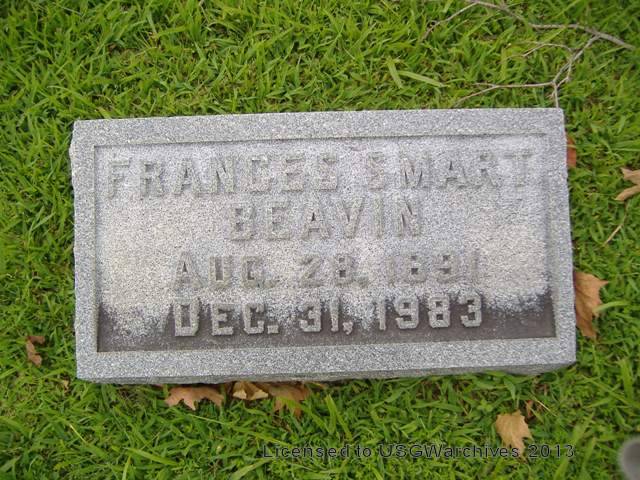 FRANCES SMART
BEAVIN
AUG. 28, 1891
DEC. 31, 1983
Licensed to USGWarchives 2013